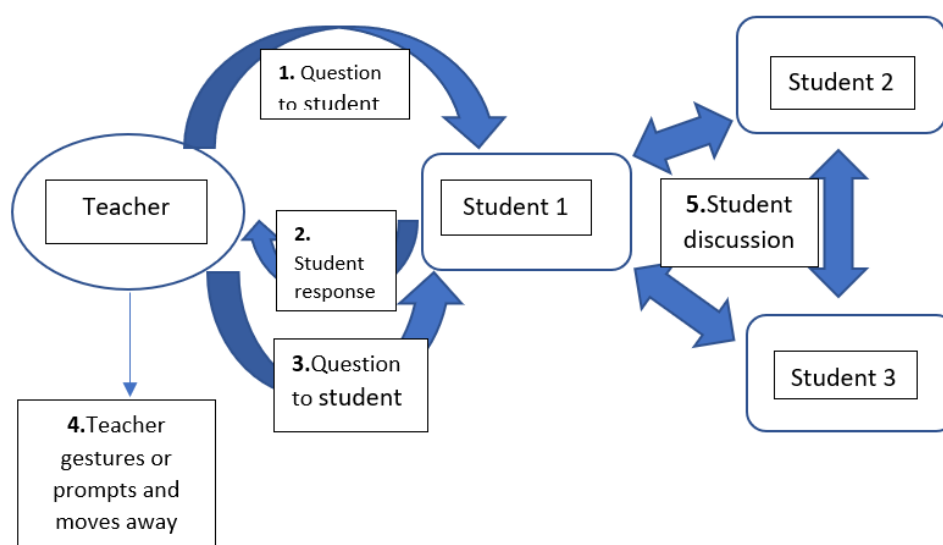 1. Question
to student
Student 2
Teacher
Student 1
2.
Student
response
5.Student
discussion
3.Question
to student
Student 3
4.Teacher
gestures or
prompts and
moves away